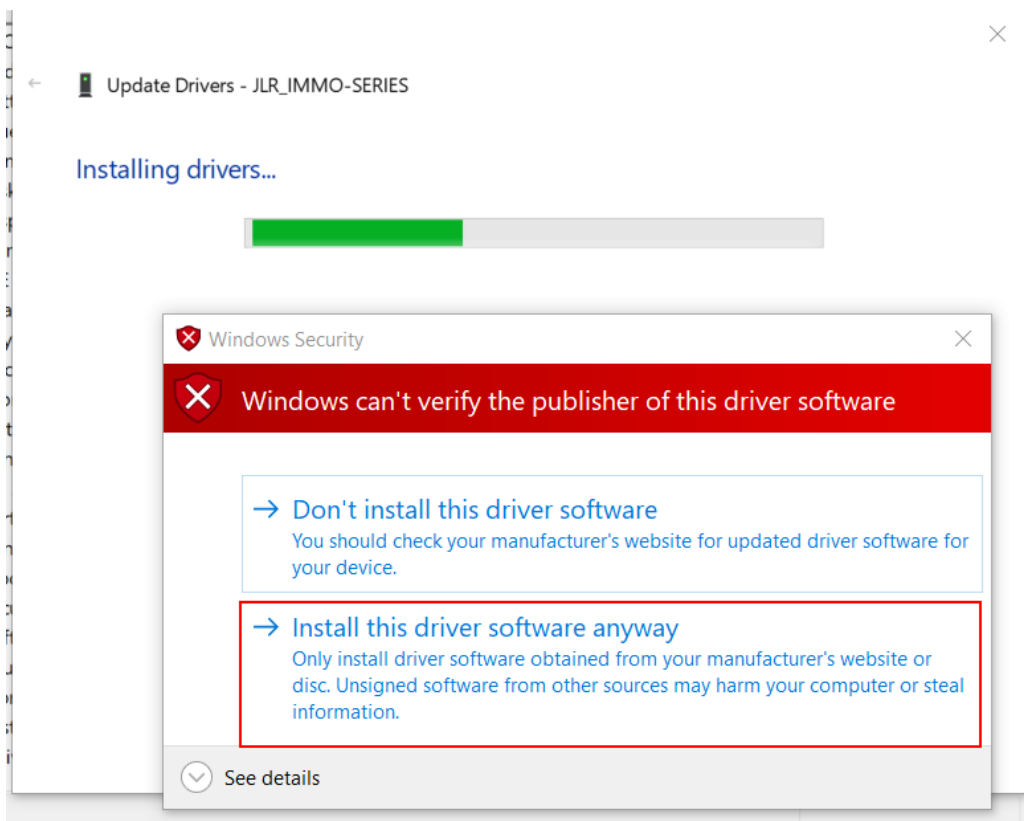 Update Drivers - JLR_IMMO-SERIES
Installing drivers...
Windows Security
Windows can't verify the publisher of this driver software
Don't install this driver software
You should check your manufacturer's website for updated driver software for
your device.
Install this driver software anyway
Only install driver software obtained from your manufacturer's website or
disc. Unsigned software from other sources may harm your computer or steal
information.
See details